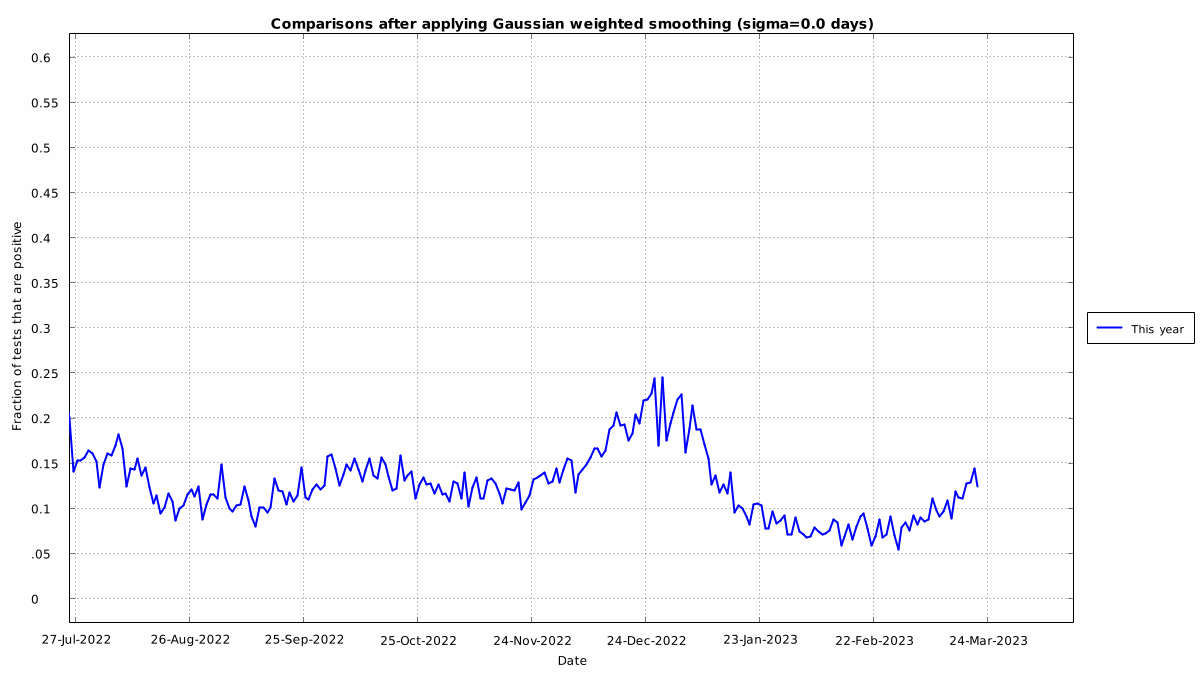 Comparisons after applying Gaussian weighted smoothing (sigma=0.0 days)
0.6
0.55
0.5
0.45
0.4
0.35
0.3
0.25
0.2
0.15
0.1
.05
0
Fraction of tests that are positive
This year
27-Jul-2022 26-Aug-2022 25-Sep-2022 25-Oct-2022 24-Nov-2022 24-Dec-2022 23-Jan-2023 22-Feb-2023 24-Mar-2023
Date